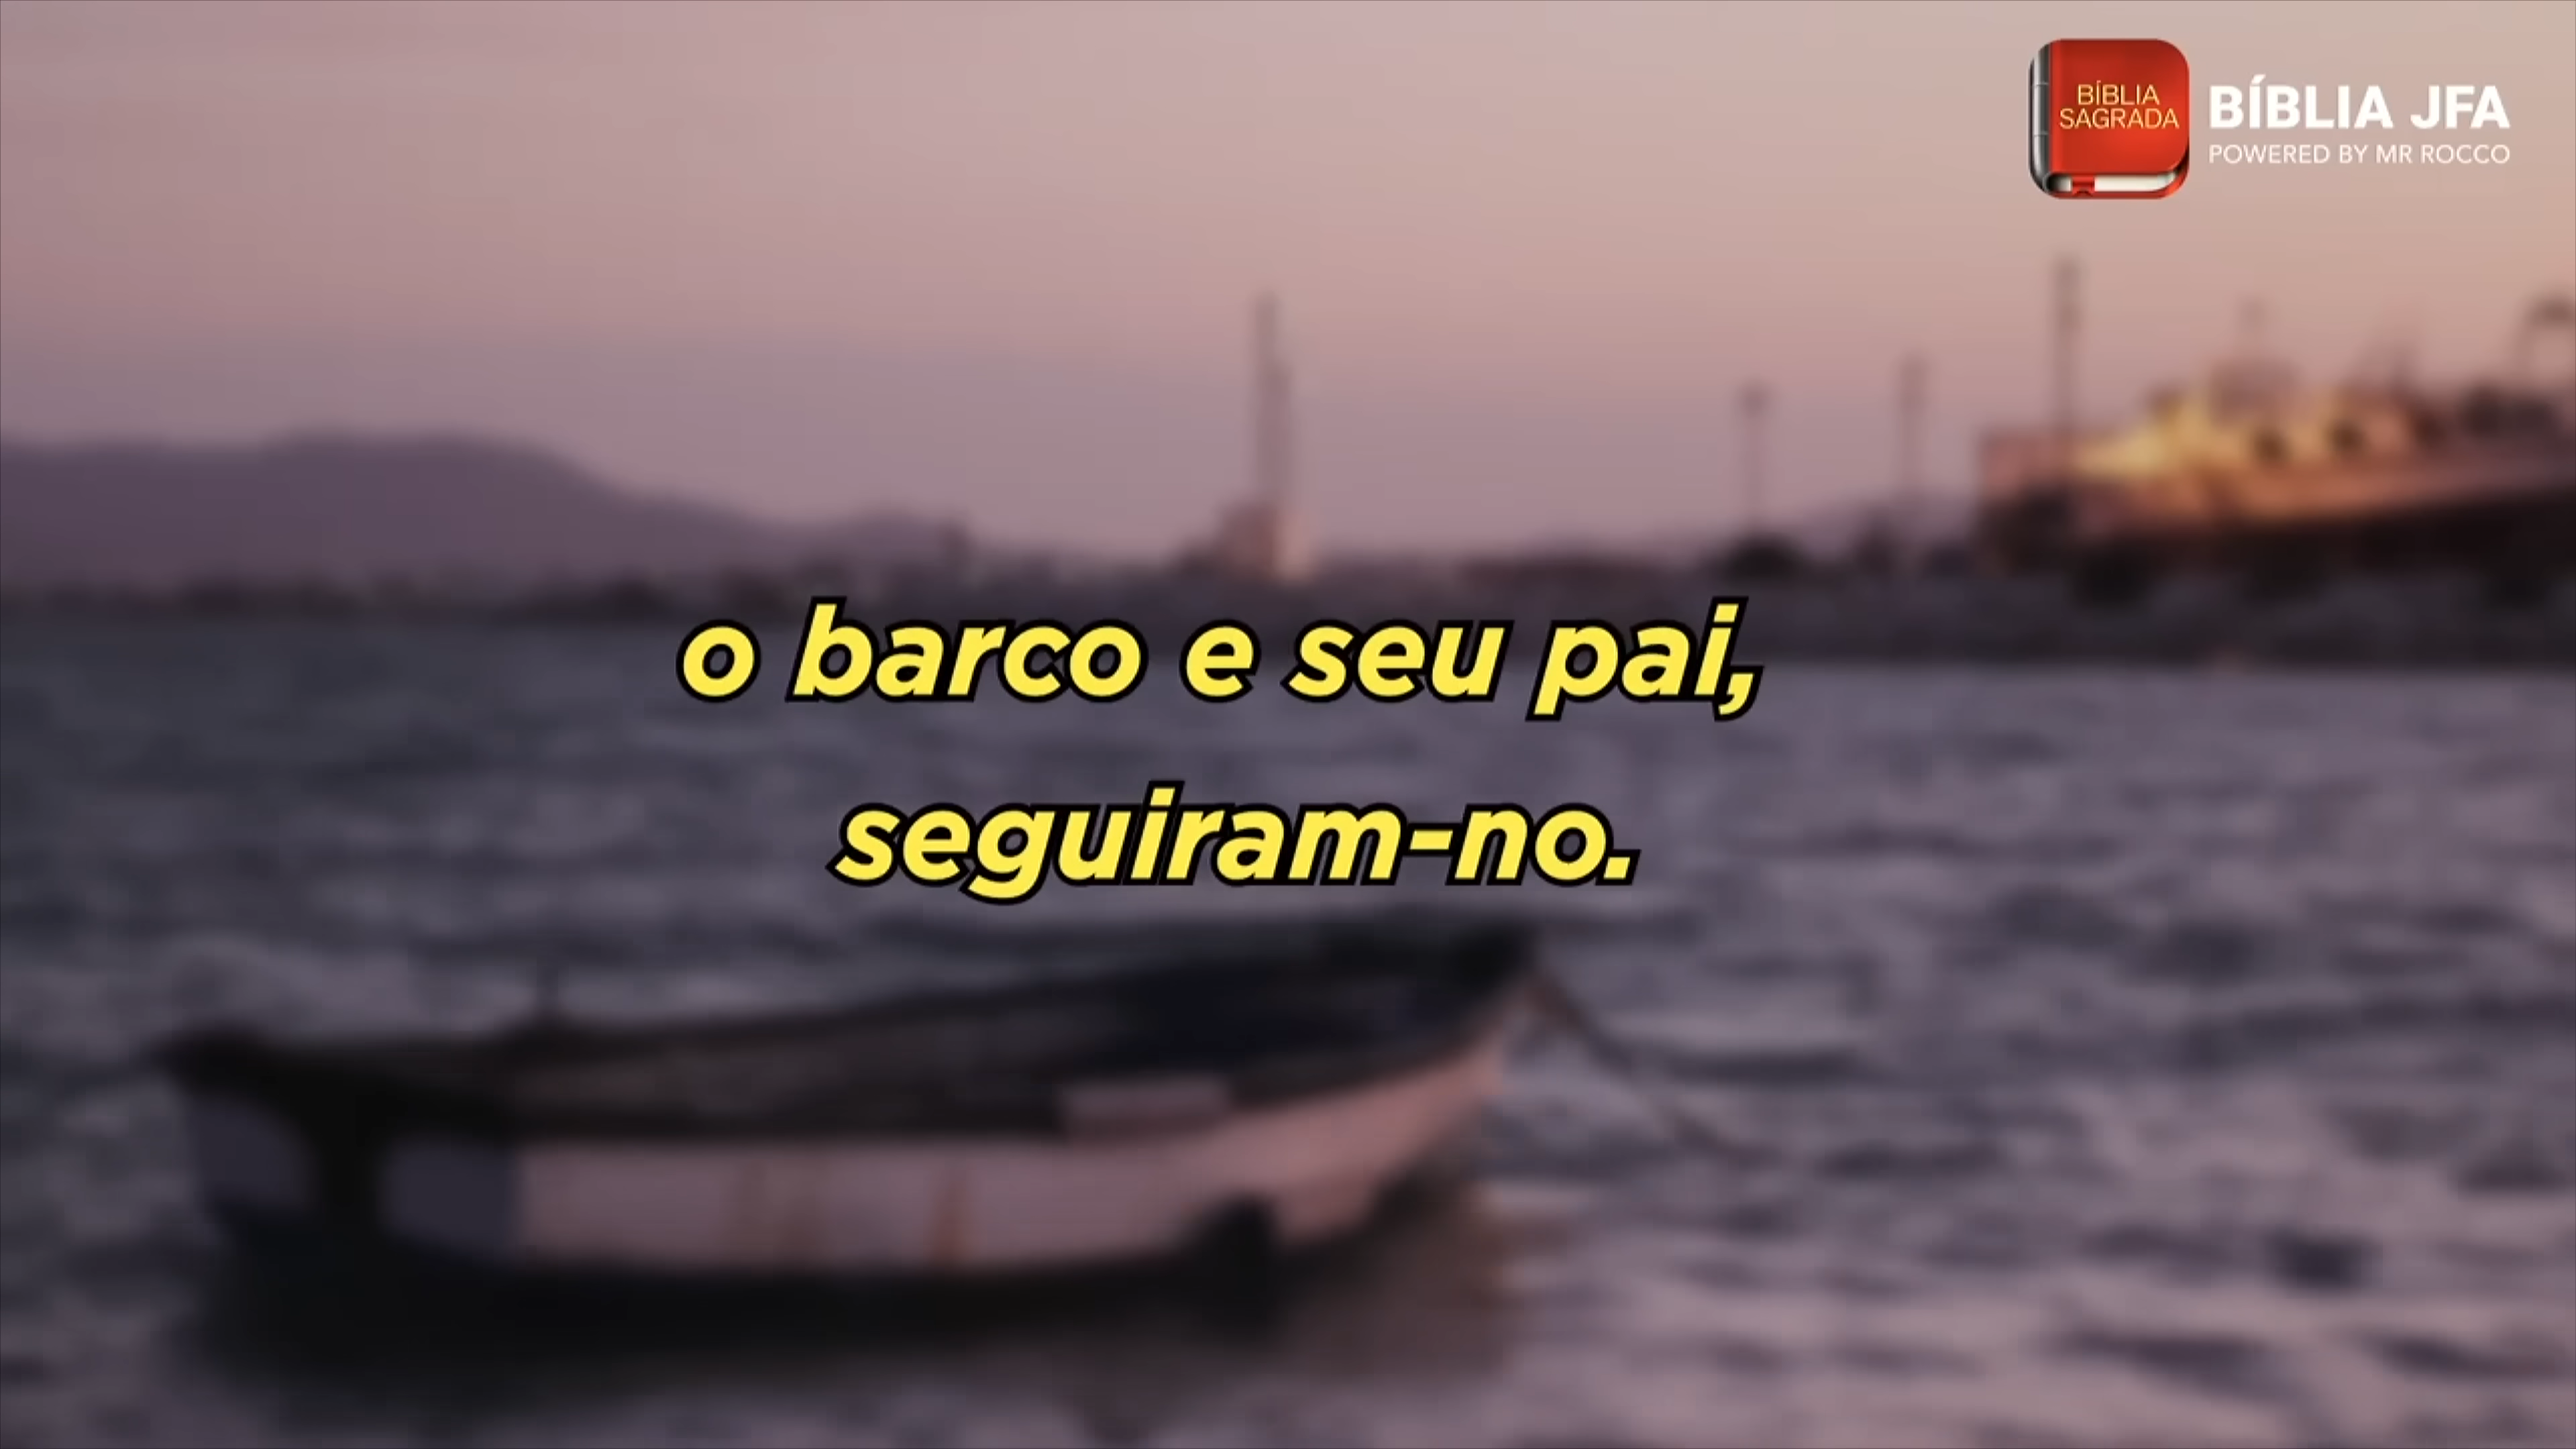 BÍBLIA
SAGRADA
BÍBLIA JFA
POWERED BY MR ROCCO
o barco e seu pai,
seguiram-no.